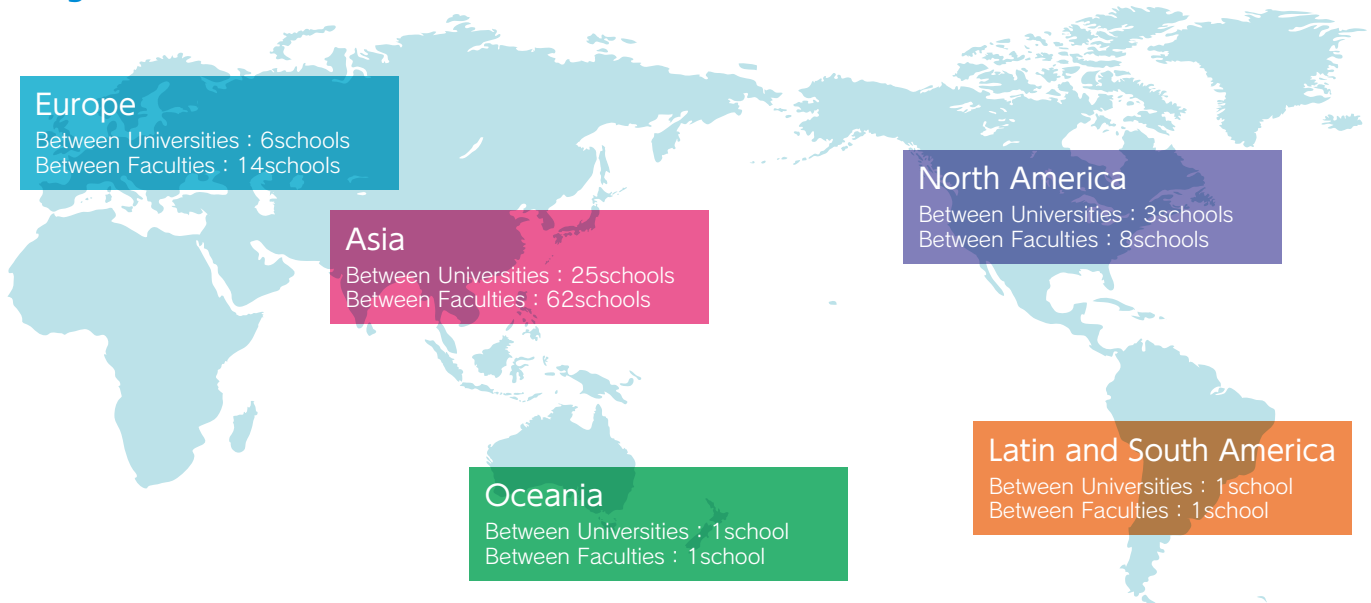 Europe
Between Universities：6schools
Between Faculties：14schools
Asia
Between Universities：25schools
Between Faculties：62schools
North America
Between Universities：3schools
Between Faculties：8schools
Oceania
Between Universities：1school
Between Faculties：1school
Latin and South America
Between Universities：1school
Between Faculties：1school